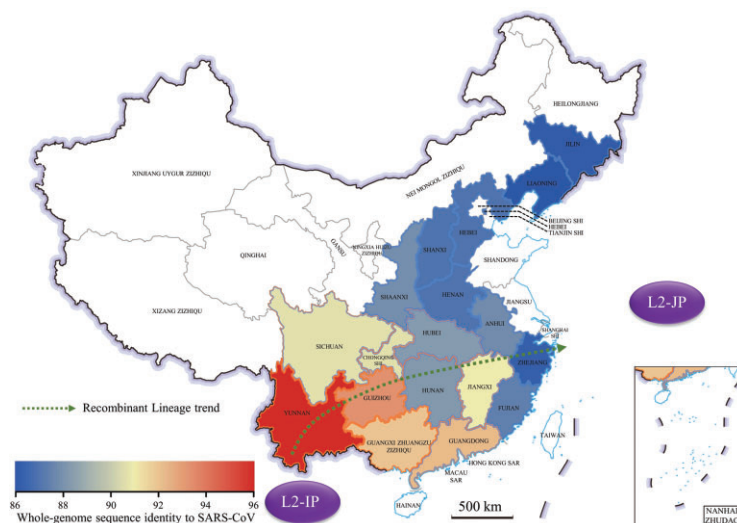 HEILONGJIANG
JILIN
LIAONING
XINJIANG UYGUR ZIZHIQU
NEI MONGOL ZIZHIQU
BEIJING SHI
HEBEI
TIANJIN SHI
HEBEI
GANSU
NINGXIA HUIZU
ZIZHIQU
SHANXI
SHANDONG
QINGHAI
L2-JP
SHAANXI
HENAN
JIANGSU
XIZANG ZIZHIQU
ANHUI
SHANGHAI
SHI
HUBEI
SICHUAN
CHONGQING
SHI
ZHEJIANG
JIANGXI
HUNAN
Recombinant Lineage trend
YUNNAN
GUIZHOU
FUJIAN
GUANGXI ZHUANGZU
ZIZHIQU
GUANGDONG
TAIWAN
HONG KONG SAR
MACAU
SAR
86 88 90 92 94 96
L2-IP
HAINAN
500 km
Whole-genome sequence identity to SARS-CoV
NANHAI
ZHUDAO